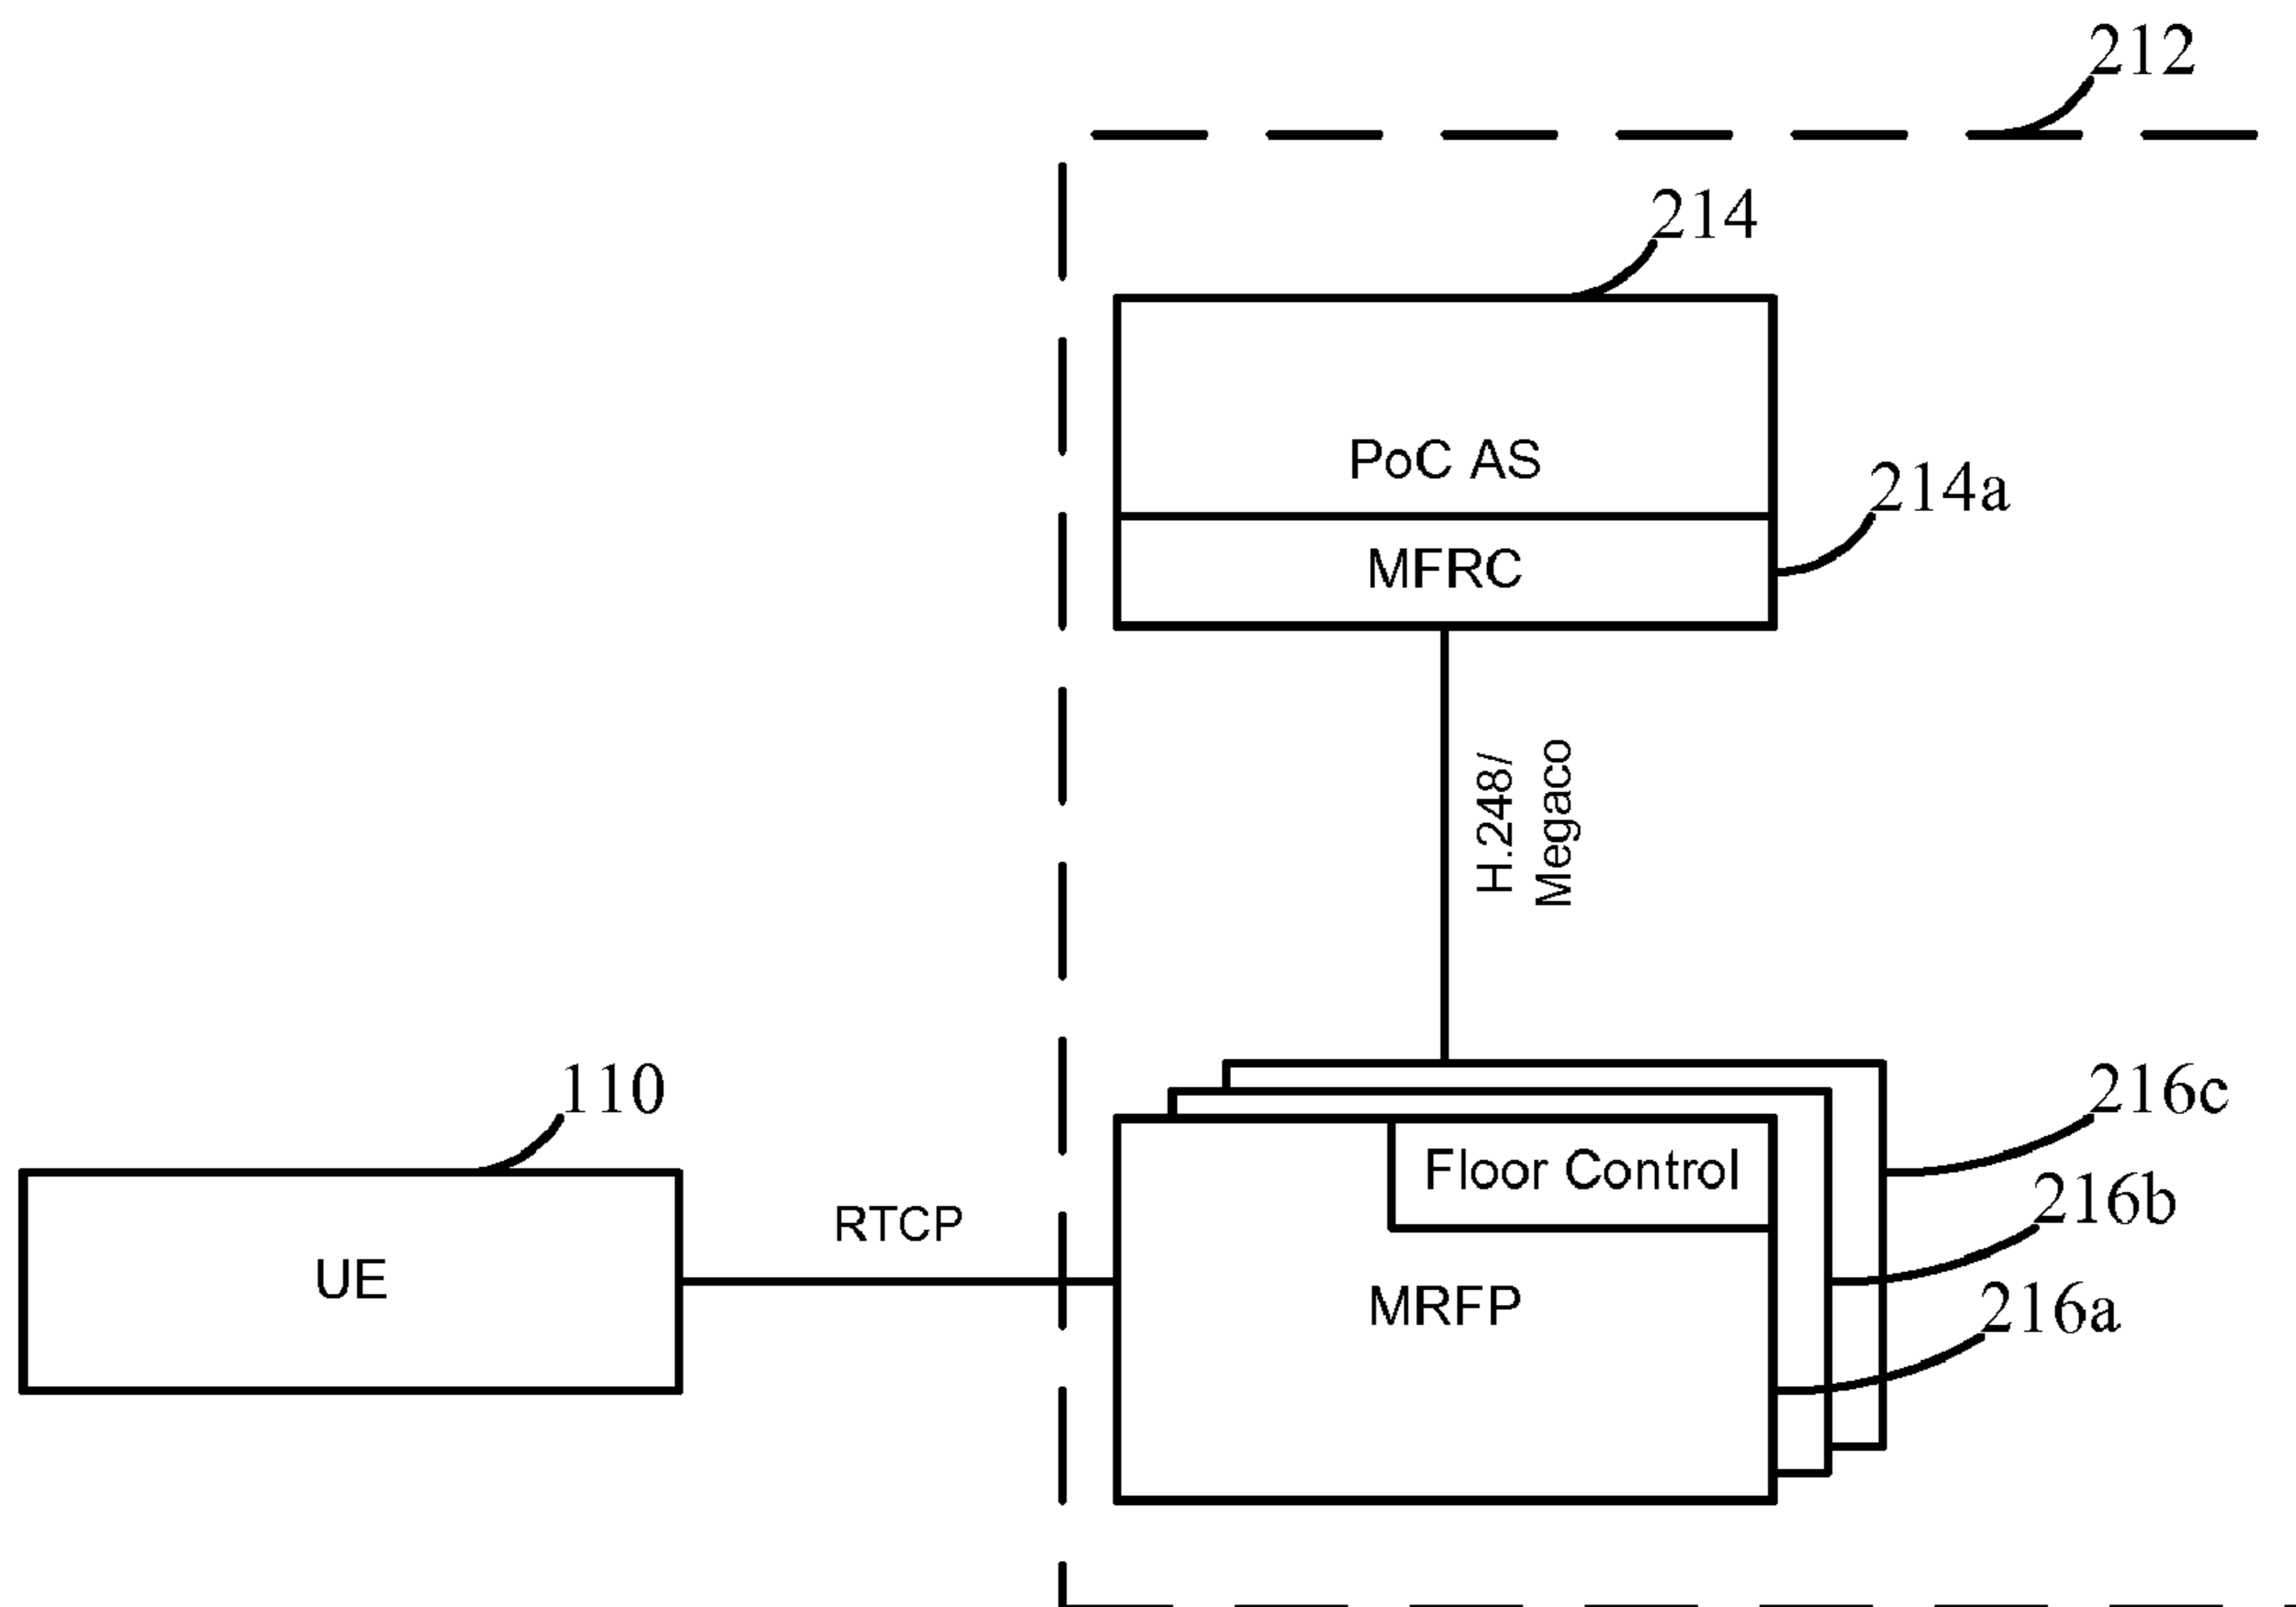 212
214
PoC AS
214a
MFRC
H.248/
Megaco
110
216c
Floor Control
216b
RTCP
UE
MRFP
216a